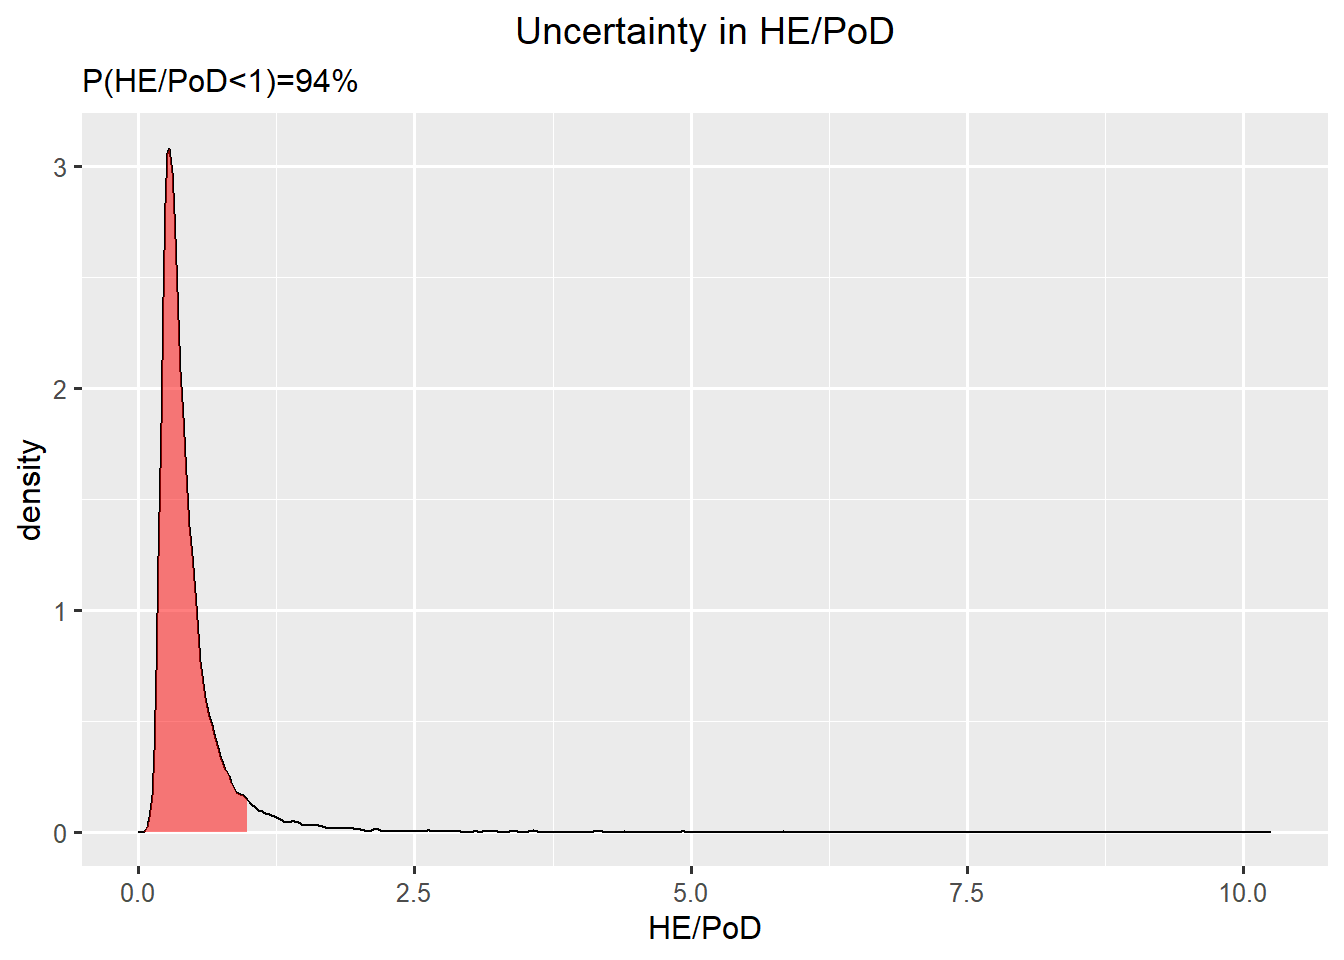 Uncertainty in HE/PoD
P(HE/PoD<1)=94%
3
2
1
0
density
0.0 2.5 5.0 7.5 10.0
HE/PoD